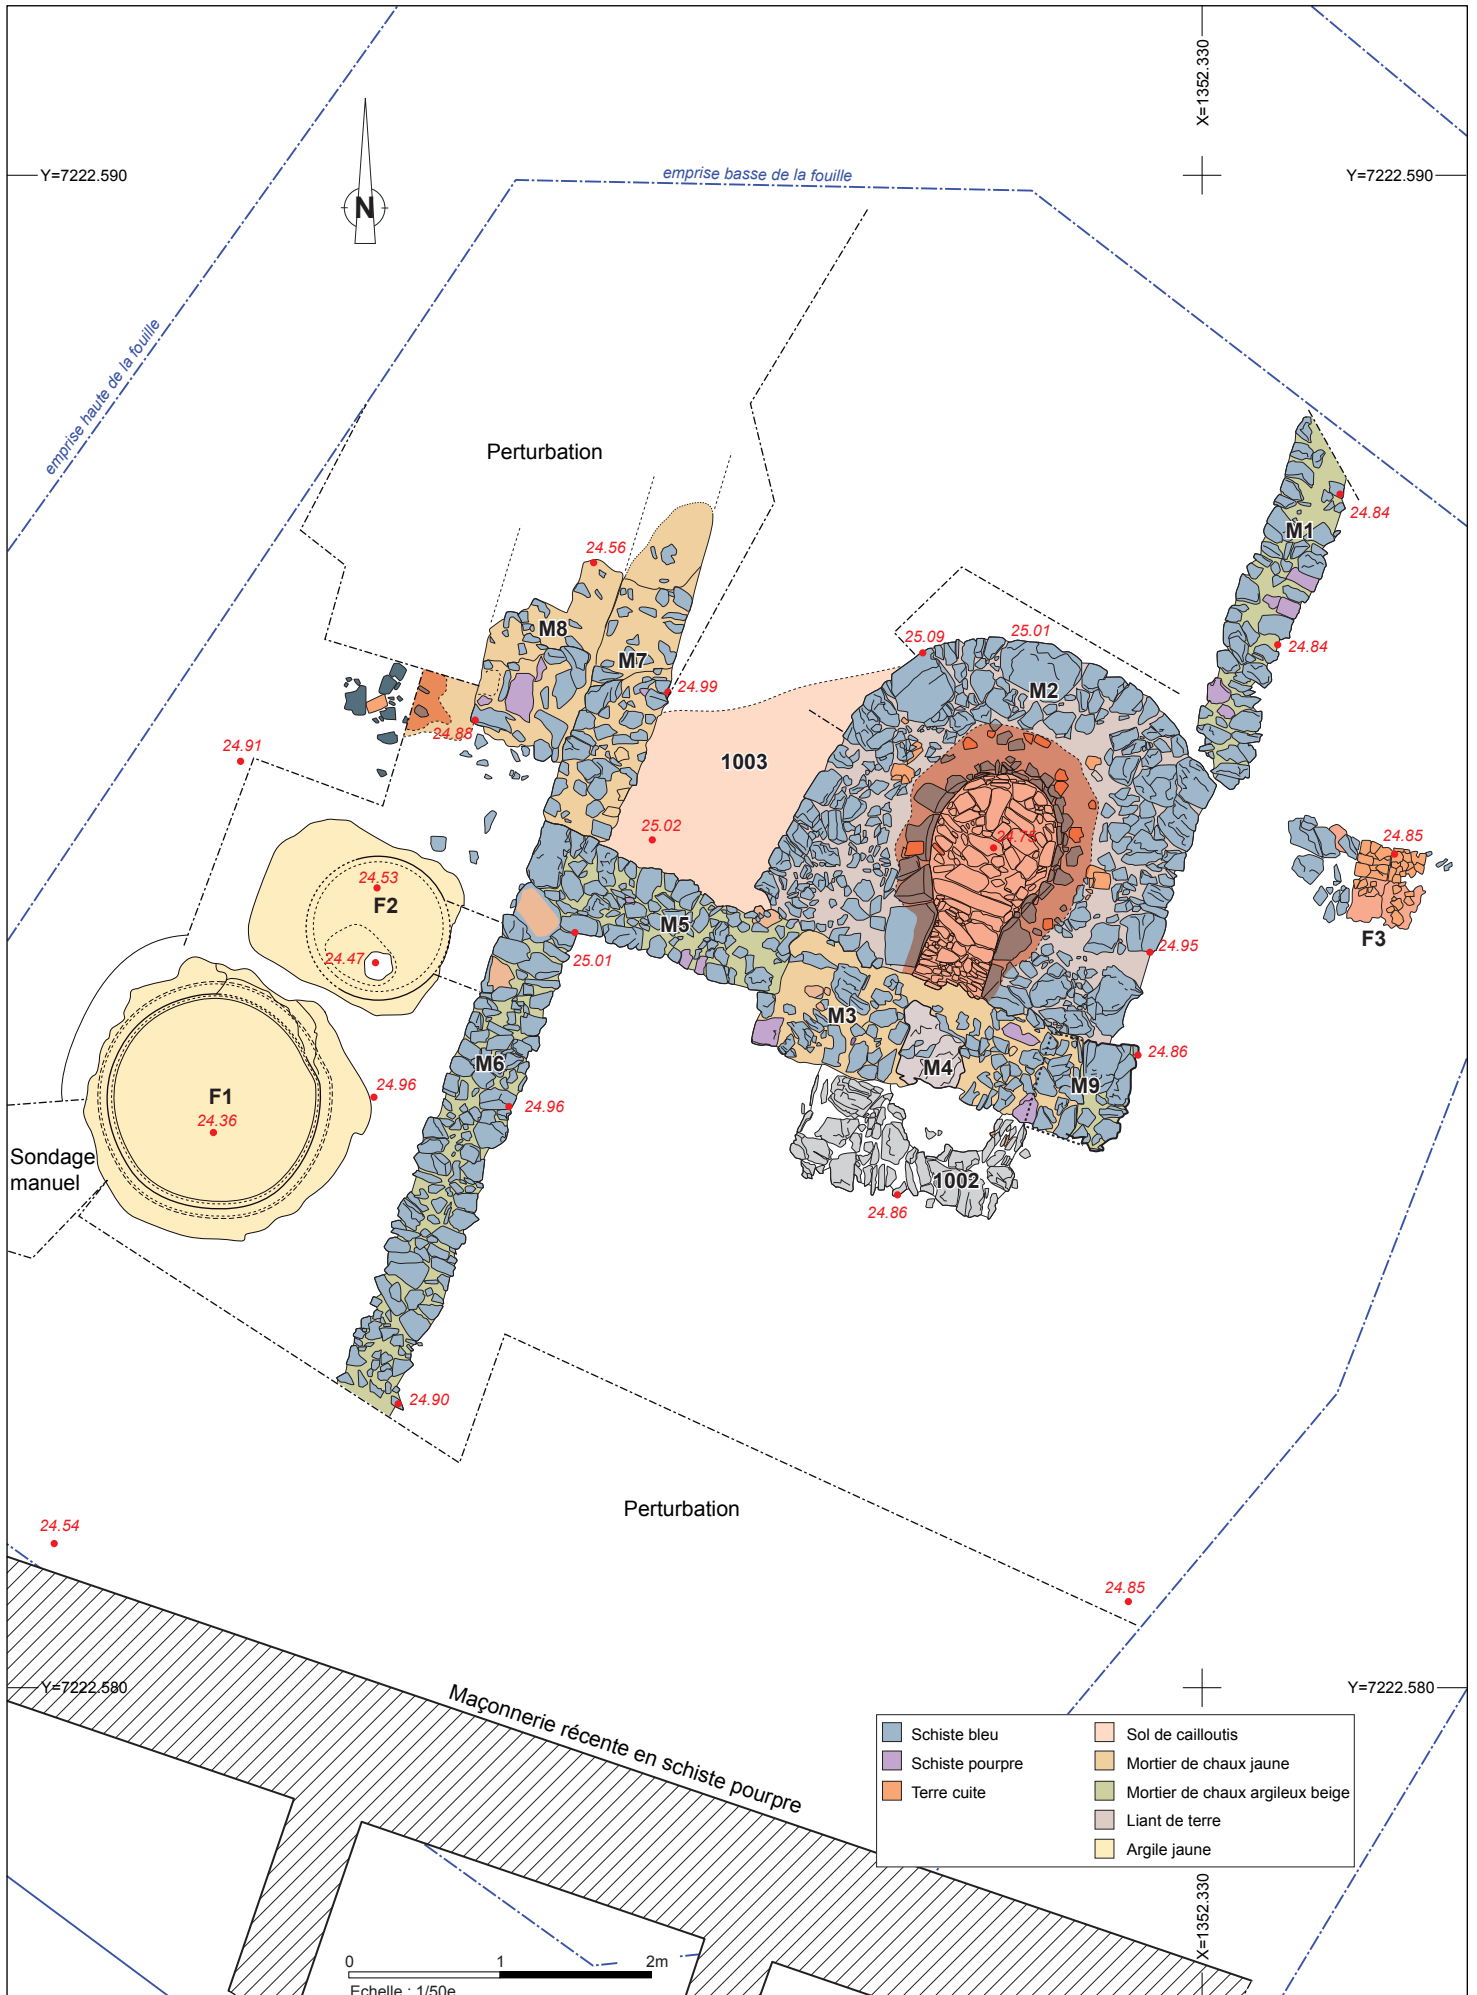 X=1352.330
Y=7222.590
Y=7222.590
emprise basse de la fouille
N
emprise haute de la fouille
Perturbation
24.84
M1
24.56
M8
25.09
25.01
24.84
M7
M2
24.99
24.88
24.91
1003
25.02
24.75
24.85
24.53
F2
M5
F3
24.47
25.01
24.95
M3
M6
M4
M9
24.86
F1
24.96
24.96
24.36
Sondage
manuel
1002
24.86
24.90
Perturbation
24.54
24.85
Y=7222.580
Y=7222.580
Maçonnerie récente en schiste pourpre
Schiste bleu
Schiste pourpre
Terre cuite
Sol de cailloutis
Mortier de chaux jaune
Mortier de chaux argileux beige
Liant de terre
Argile jaune
X=1352.330
0 1 2m
Echelle : 1/50e